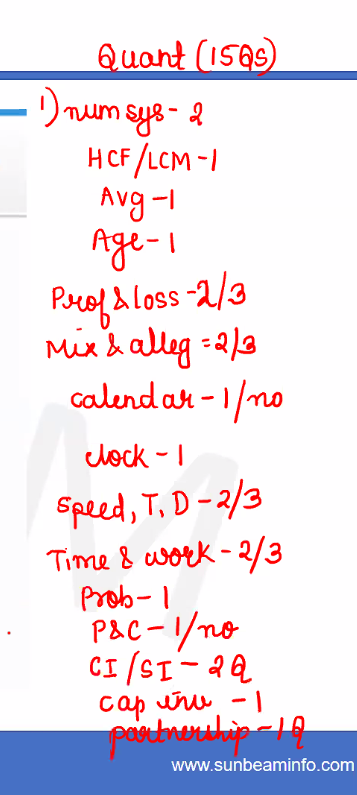 Quant (15Qs)
1) num sys - 2
HCF/LCM - 1
Avg - 1
Age - 1
Prof & loss - 2/3
Mix & alleg = 2/3
calendar - 1/no
clock - 1
Speed, T, D - 2/3
Time & work - 2/3
Prob - 1
P&C - 1/no
CI/SI - 2Q
cap inv - 1
partnership - 1Q
www.sunbeaminfo.com